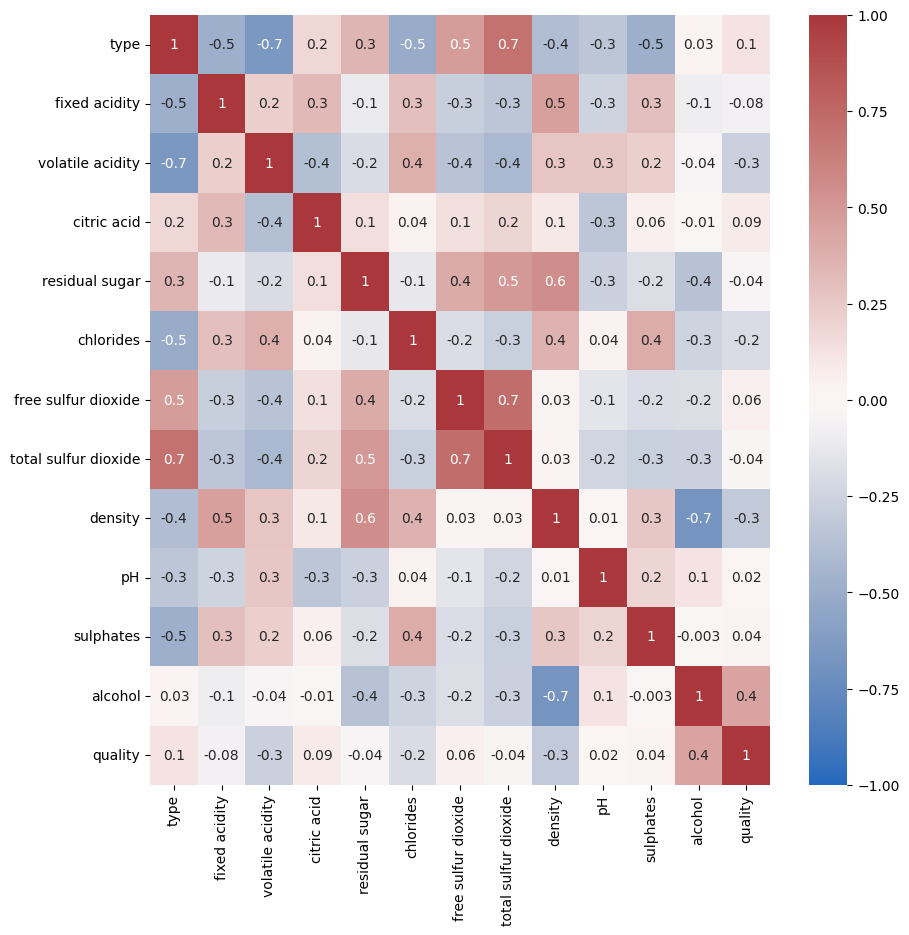 type 1 -0.5 -0.7 0.2 0.3 -0.5 0.5 0.7 -0.4 -0.3 -0.5 0.03 0.1
fixed acidity -0.5 1 0.2 0.3 -0.1 0.3 -0.3 -0.3 0.5 -0.3 0.3 -0.1 -0.08
volatile acidity -0.7 0.2 1 -0.4 -0.2 0.4 -0.4 -0.4 0.3 0.3 0.2 -0.04 -0.3
citric acid 0.2 0.3 -0.4 1 0.1 0.04 0.1 0.2 0.1 -0.3 0.06 -0.01 0.09
residual sugar 0.3 -0.1 -0.2 0.1 1 -0.1 0.4 0.5 0.6 -0.3 -0.2 -0.4 -0.04
chlorides -0.5 0.3 0.4 0.04 -0.1 1 -0.2 -0.3 0.4 0.04 0.4 -0.3 -0.2
free sulfur dioxide 0.5 -0.3 -0.4 0.1 0.4 -0.2 1 0.7 0.03 -0.1 -0.2 -0.2 0.06
total sulfur dioxide 0.7 -0.3 -0.4 0.2 0.5 -0.3 0.7 1 0.03 -0.2 -0.3 -0.3 -0.04
density -0.4 0.5 0.3 0.1 0.6 0.4 0.03 0.03 1 0.01 0.3 -0.7 -0.3
pH -0.3 -0.3 0.3 -0.3 -0.3 0.04 -0.1 -0.2 0.01 1 0.2 0.1 0.02
sulphates -0.5 0.3 0.2 0.06 -0.2 0.4 -0.2 -0.3 0.3 0.2 1 -0.003 0.04
alcohol 0.03 -0.1 -0.04 -0.01 -0.4 -0.3 -0.2 -0.3 -0.7 0.1 -0.003 1 0.4
quality 0.1 -0.08 -0.3 0.09 -0.04 -0.2 0.06 -0.04 -0.3 0.02 0.04 0.4 1
type
fixed acidity
volatile acidity
citric acid
residual sugar
chlorides
free sulfur dioxide
total sulfur dioxide
density
pH
sulphates
alcohol
quality
1.00
0.75
0.50
0.25
0.00
−0.25
−0.50
−0.75
−1.00